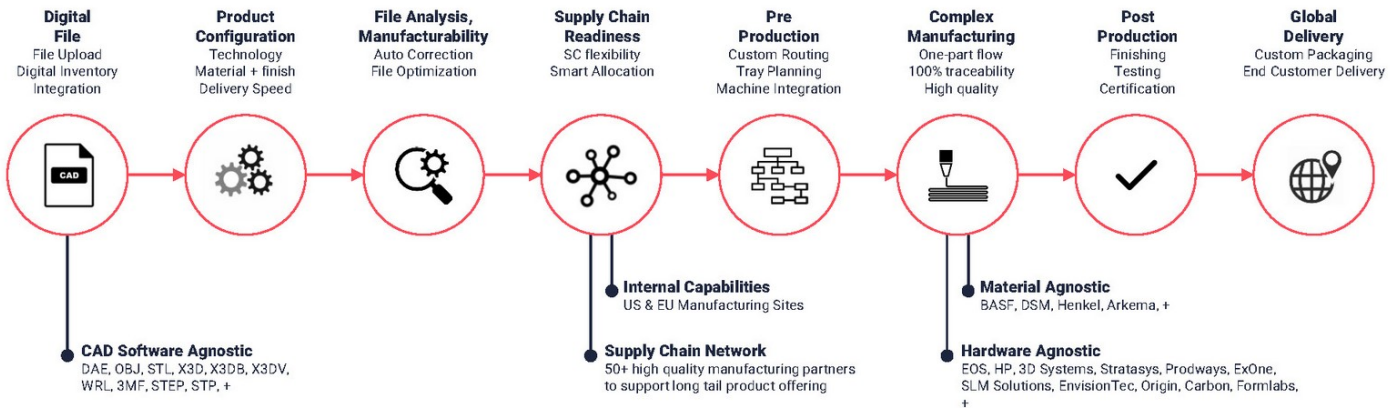 Digital
File
File Upload
Digital Inventory
Integration
Product
Configuration
Technology
Material + finish
Delivery Speed
File Analysis,
Manufacturability
Auto Correction
File Optimization
Supply Chain
Readiness
SC flexibility
Smart Allocation
Pre
Production
Custom Routing
Tray Planning
Machine Integration
Complex
Manufacturing
One-part flow
100% traceability
High quality
Post
Production
Finishing
Testing
Certification
Global
Delivery
Custom Packaging
End Customer Delivery
CAD
Internal Capabilities
US & EU Manufacturing Sites
Material Agnostic
BASF, DSM, Henkel, Arkema, +
CAD Software Agnostic
DAE, OBJ, STL, X3D, X3DB, X3DV,
WRL, 3MF, STEP, STP, +
Supply Chain Network
50+ high quality manufacturing partners
to support long tail product offering
Hardware Agnostic
EOS, HP, 3D Systems, Stratasys, Prodways, ExOne,
SLM Solutions, EnvisionTec, Origin, Carbon, Formlabs,
+